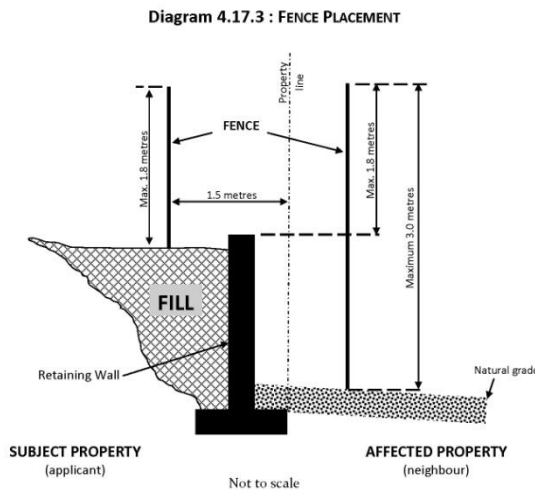 Diagram 4.17.3 : FENCE PLACEMENT
Property
line
FENCE
Max. 1.8 metres
1.5 metres
Max. 1.8 metres
Maximum 3.0 metres
FILL
Retaining Wall
Natural grade
SUBJECT PROPERTY
(applicant)
AFFECTED PROPERTY
(neighbour)
Not to scale